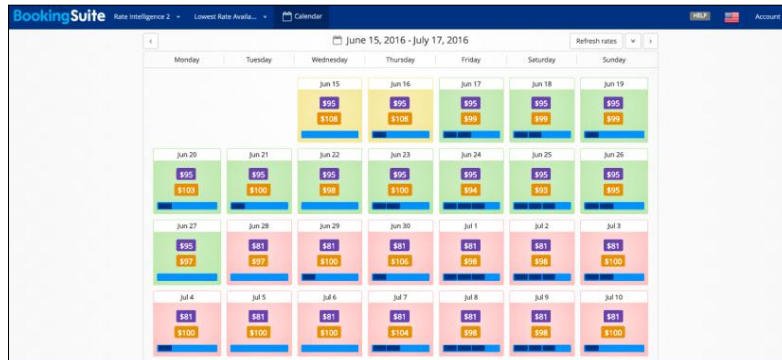 BookingSuite Rate Intelligence 2 Lowest Rate Availa... Calendar HELP Account
June 15, 2016 - July 17, 2016 Refresh rates
Monday Tuesday Wednesday Thursday Friday Saturday Sunday
Jun 15 Jun 16 Jun 17 Jun 18 Jun 19
$95 $95 $95 $95 $95
$108 $108 $99 $99 $99
Jun 20 Jun 21 Jun 22 Jun 23 Jun 24 Jun 25 Jun 26
$95 $95 $95 $95 $95 $95 $95
$103 $100 $98 $100 $94 $93 $95
Jun 27 Jun 28 Jun 29 Jun 30 Jul 1 Jul 2 Jul 3
$95 $81 $81 $81 $81 $81 $81
$97 $97 $100 $106 $98 $98 $100
Jul 4 Jul 5 Jul 6 Jul 7 Jul 8 Jul 9 Jul 10
$81 $81 $81 $81 $81 $81 $81
$100 $100 $100 $104 $98 $98 $100